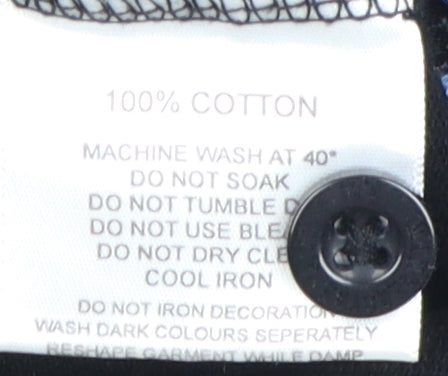 100% COTTON
MACHINE WASH AT 40°
DO NOT SOAK
DO NOT TUMBLE D
DO NOT USE BLEA
DO NOT DRY CLE
COOL IRON
DO NOT IRON DECORATION
WASH DARK COLOURS SEPERATELY
RESHAPE GARMENT WHILE DAMP